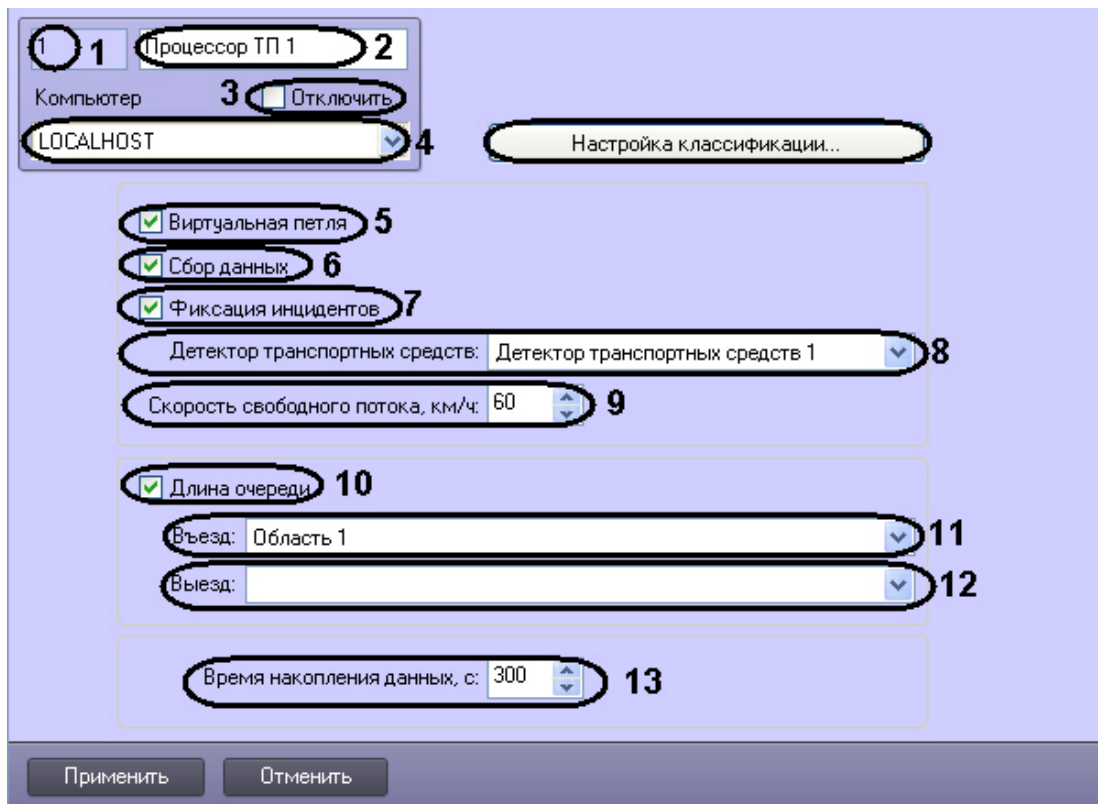 1 1 Процессор ТП 1 2
Компьютер 3 Отключить
LOCALHOST 4 Настройка классификации...
Виртуальная петля 5
Сбор данных 6
Фиксация инцидентов 7
Детектор транспортных средств: Детектор транспортных средств 1 8
Скорость свободного потока, км/ч: 60 9
Длина очереди 10
Въезд: Область 1 11
Выезд: 12
Время накопления данных, с: 300 13
Применить Отменить